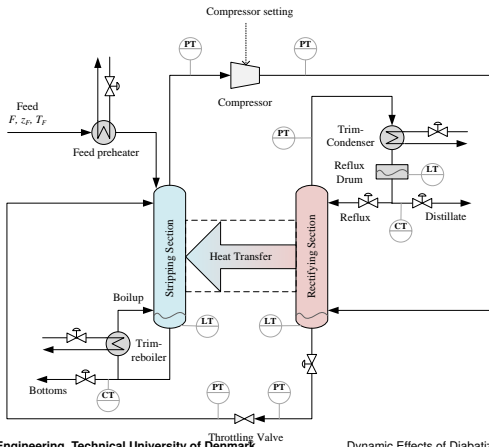 Compressor setting
PT
PT
Compressor
Feed
F, z_F, T_F
Feed preheater
PT
Trim-
Condenser
Reflux
Drum
LT
Reflux
Distillate
CT
Stripping Section
Heat Transfer
Rectifying Section
Boilup
LT
LT
Trim-
reboiler
Bottoms
CT
PT
PT
Throttling Valve
Engineering, Technical University of Denmark
Dynamic Effects of Diabati